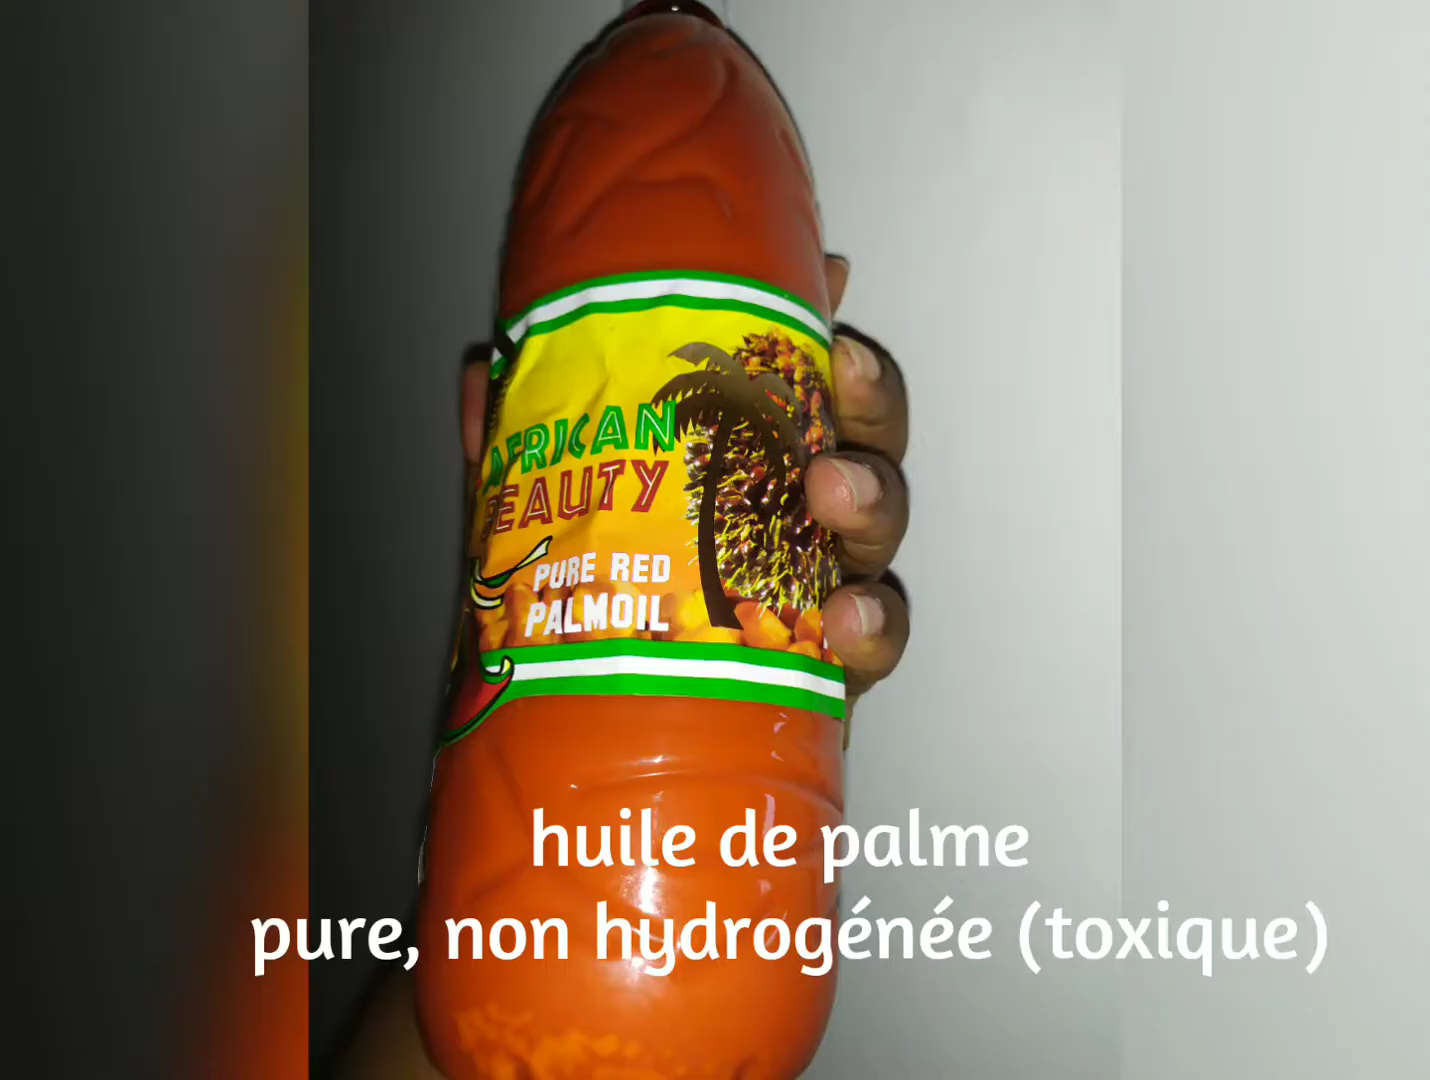 AFRICAN
BEAUTY
PURE RED
PALMOIL
huile de palme
pure, non hydrogénée (toxique)